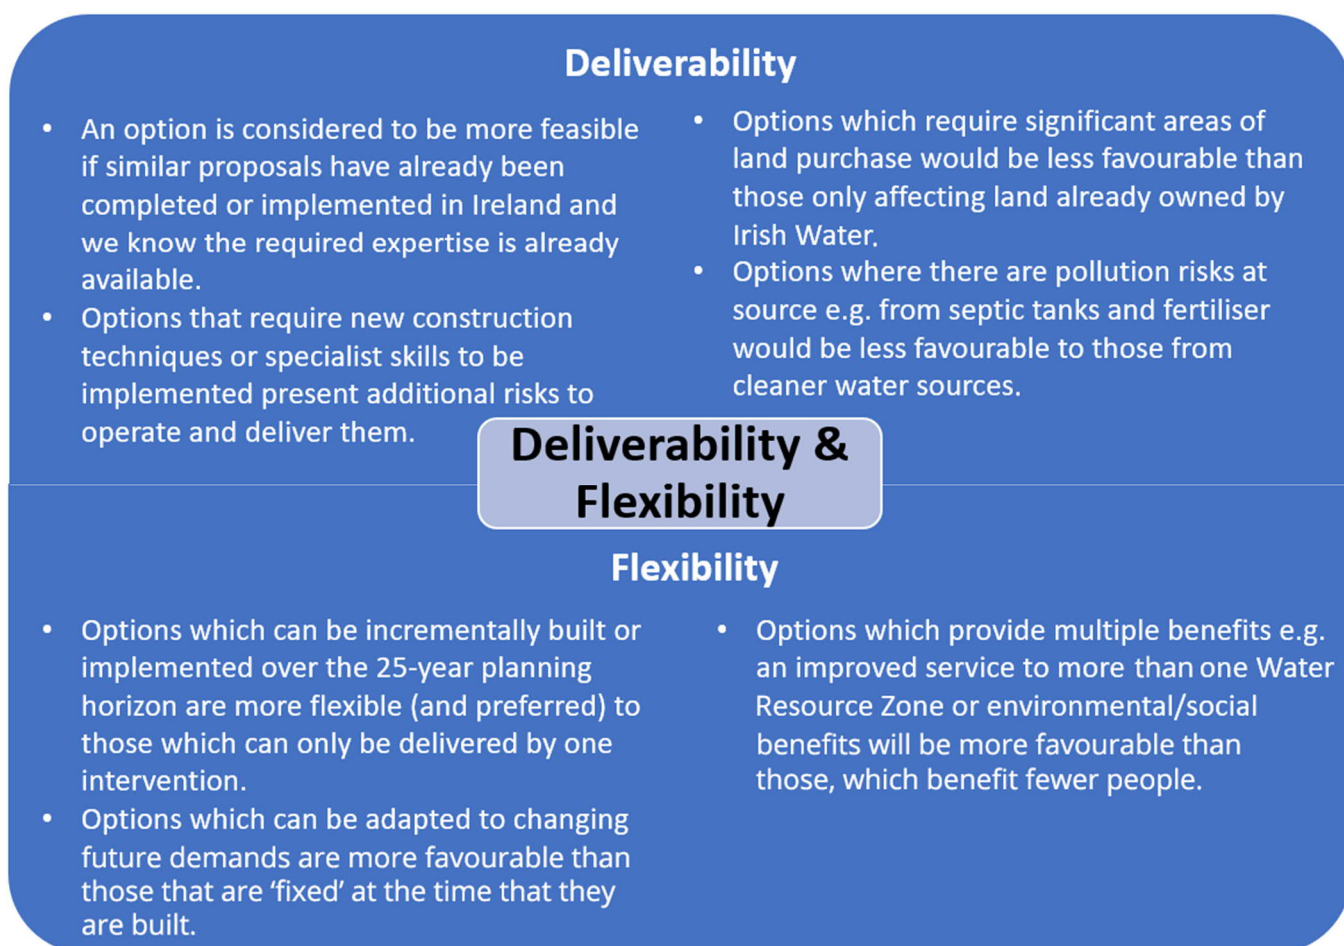 Deliverability
• An option is considered to be more feasible
if similar proposals have already been
completed or implemented in Ireland and
we know the required expertise is already
available.
• Options that require new construction
techniques or specialist skills to be
implemented present additional risks to
operate and deliver them.
• Options which require significant areas of
land purchase would be less favourable than
those only affecting land already owned by
Irish Water.
• Options where there are pollution risks at
source e.g. from septic tanks and fertiliser
would be less favourable to those from
cleaner water sources.
Deliverability &
Flexibility
Flexibility
• Options which can be incrementally built or
implemented over the 25-year planning
horizon are more flexible (and preferred) to
those which can only be delivered by one
intervention.
• Options which can be adapted to changing
future demands are more favourable than
those that are ‘fixed’ at the time that they
are built.
• Options which provide multiple benefits e.g.
an improved service to more than one Water
Resource Zone or environmental/social
benefits will be more favourable than
those, which benefit fewer people.